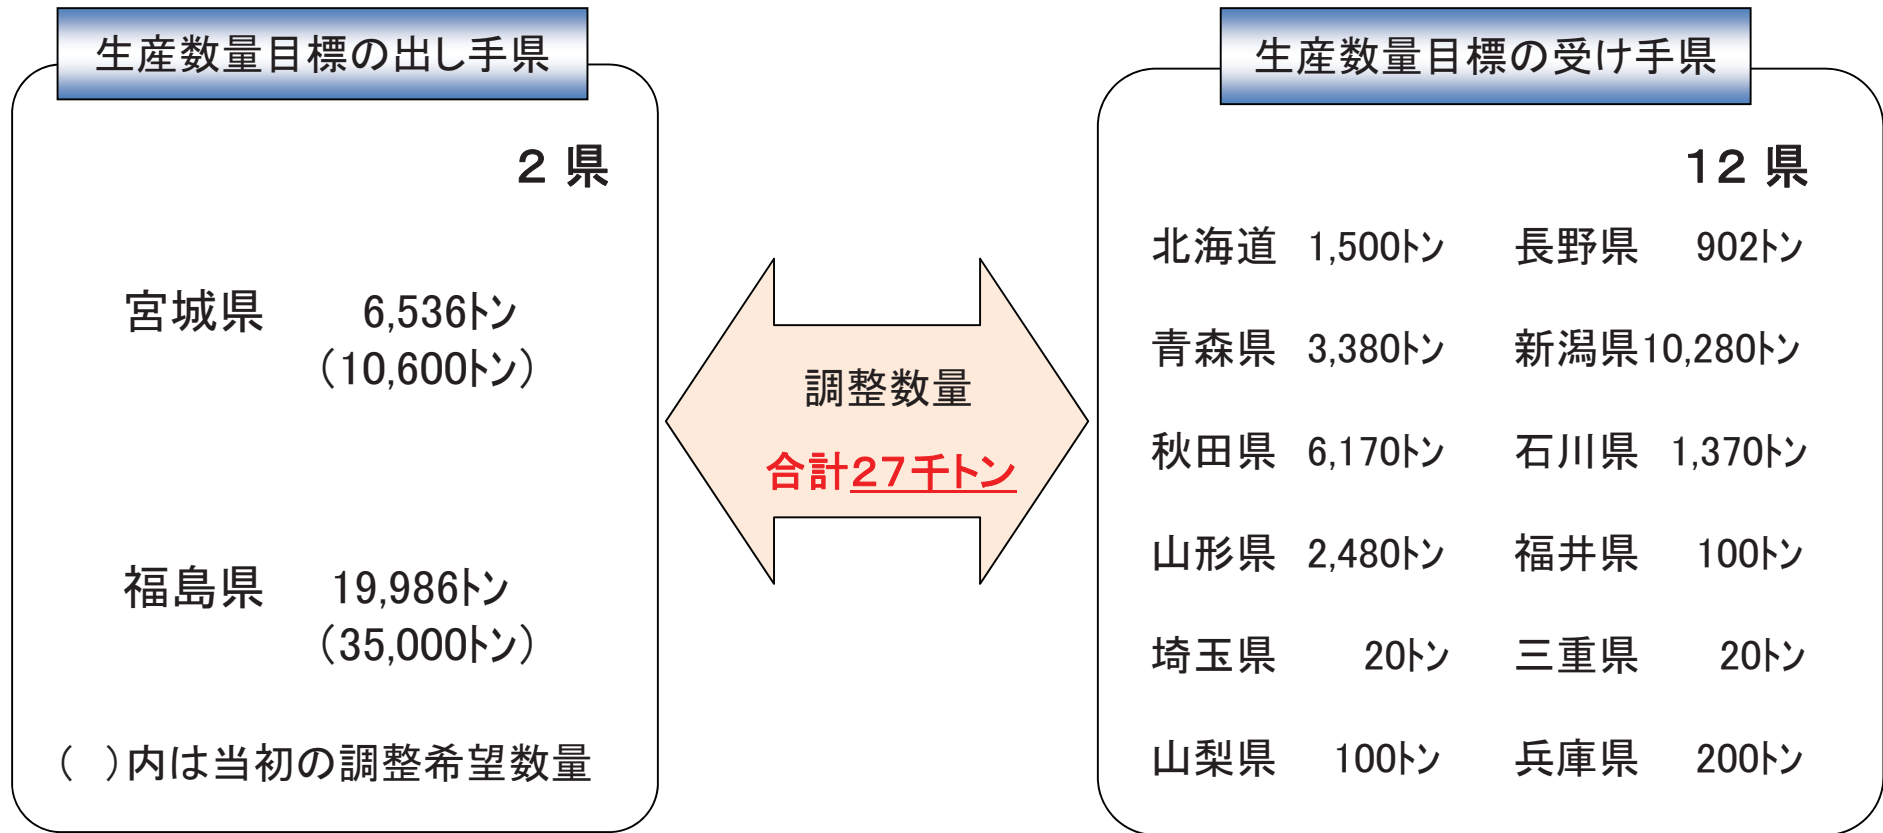 生産数量目標の出し手県
2 県
宮城県 6,536トン
(10,600トン)
福島県 19,986トン
(35,000トン)
( )内は当初の調整希望数量
調整数量
合計27千トン
生産数量目標の受け手県
12 県
北海道 1,500トン 長野県 902トン
青森県 3,380トン 新潟県 10,280トン
秋田県 6,170トン 石川県 1,370トン
山形県 2,480トン 福井県 100トン
埼玉県 20トン 三重県 20トン
山梨県 100トン 兵庫県 200トン